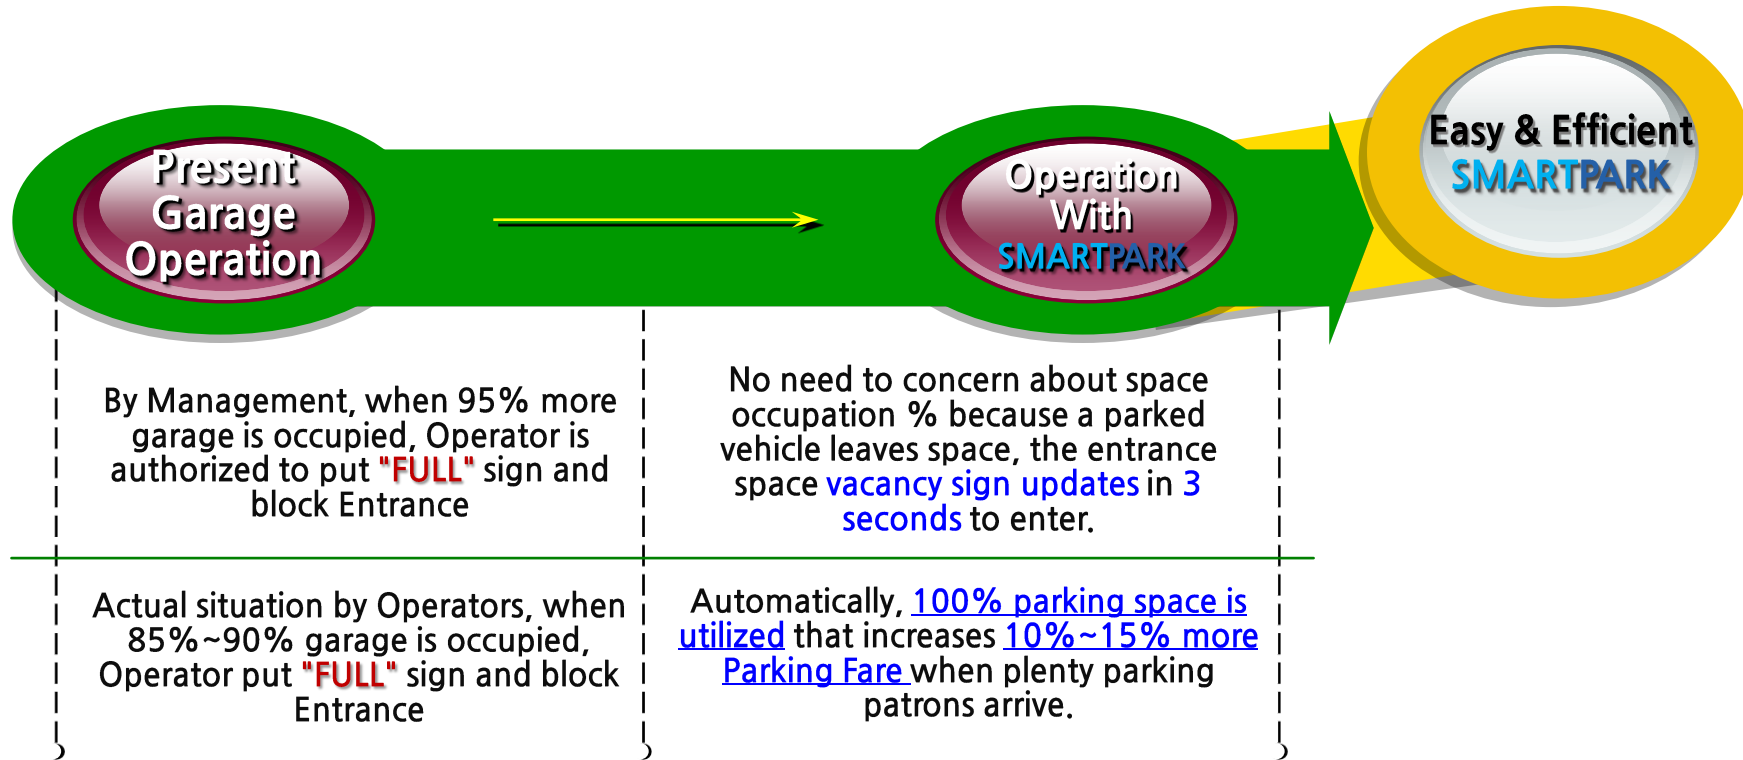 Present
Garage
Operation
Operation
With
SMARTPARK
Easy & Efficient
SMARTPARK
By Management, when 95% more
garage is occupied, Operator is
authorized to put "FULL" sign and
block Entrance
No need to concern about space
occupation % because a parked
vehicle leaves space, the entrance
space vacancy sign updates in 3
seconds to enter.
Actual situation by Operators, when
85%~90% garage is occupied,
Operator put "FULL" sign and block
Entrance
Automatically, 100% parking space is
utilized that increases 10%~15% more
Parking Fare when plenty parking
patrons arrive.